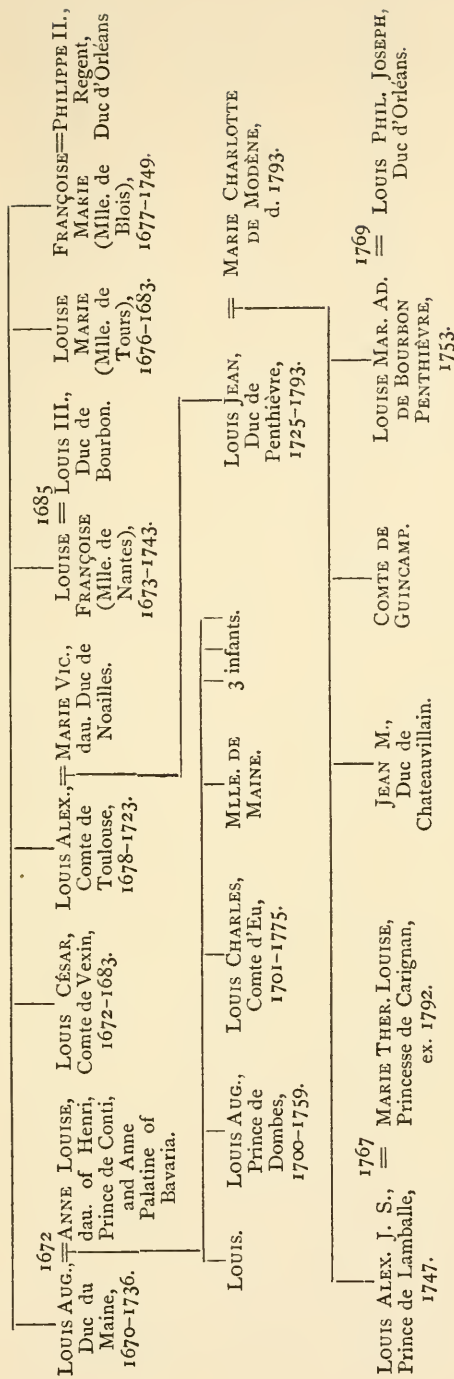 1672
LOUIS AUG.,=ANNE LOUISE,
Duc du
Maine,
1670-1736.
dau. of Henri,
Prince de Conti,
and Anne
Palatine of
Bavaria.
LOUIS CÉSAR,
Comte de Vexin,
1672-1683.
LOUIS ALEX.,=MARIE VIC.,
Comte de
Toulouse,
1678-1723.
dau. Duc de
Noailles.
1685
LOUISE = LOUIS III.,
FRANÇOISE
(Mlle. de
Nantes),
1673-1743.
Duc de
Bourbon.
LOUISE
MARIE
(Mlle. de
Tours),
1676-1683.
FRANÇOISE=PHILIPPE II.,
MARIE
(Mlle. de
Blois),
1677-1749.
Regent,
Duc d'Orléans
LOUIS.
LOUIS AUG.,
Prince de
Dombes,
1700-1759.
LOUIS CHARLES,
Comte d'Eu,
1701-1775.
MLLE. DE
MAINE.
3 infants.
LOUIS JEAN,
Duc de
Penthièvre,
1725-1793.
= MARIE CHARLOTTE
DE MODÈNE,
d. 1793.
1767
LOUIS ALEX. J. S., = MARIE THER. LOUISE,
Prince de Lamballe,
1747.
Princesse de Carignan,
ex. 1792.
JEAN M.,
Duc de
Chateauvillain.
COMTE DE
GUINCAMP.
1769
LOUISE MAR. AD. = LOUIS PHIL. JOSEPH,
DE BOURBON
PENTHIÈVRE,
1753.
Duc d'Orléans.